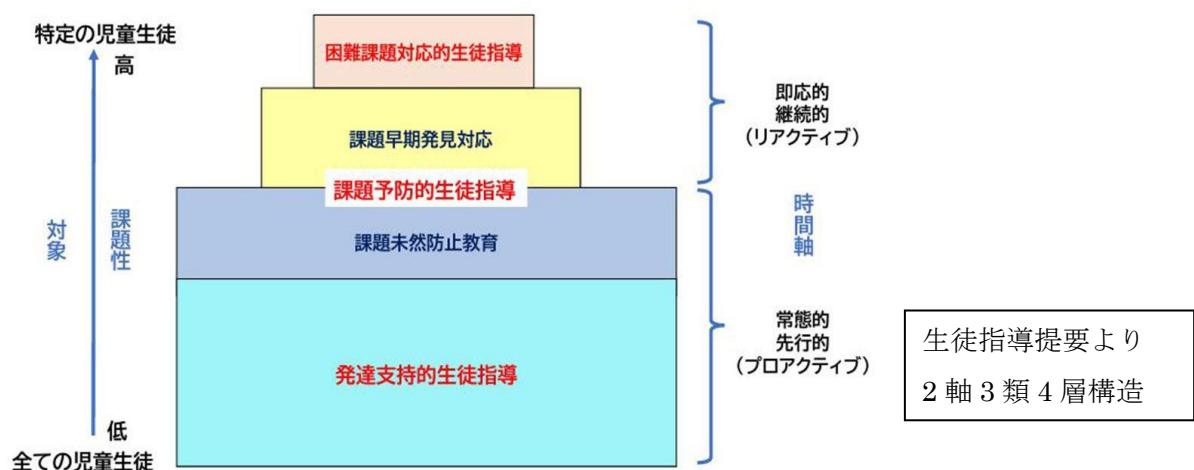 特定の児童生徒
高
困難課題対応的生徒指導
課題早期発見対応
課題予防的生徒指導
課題未然防止教育
発達支持的生徒指導
対象
課題性
低
全ての児童生徒
即応的
継続的
(リアクティブ)
時間軸
常態的
先行的
(プロアクティブ)
生徒指導提要より
2 軸 3 類 4 層構造